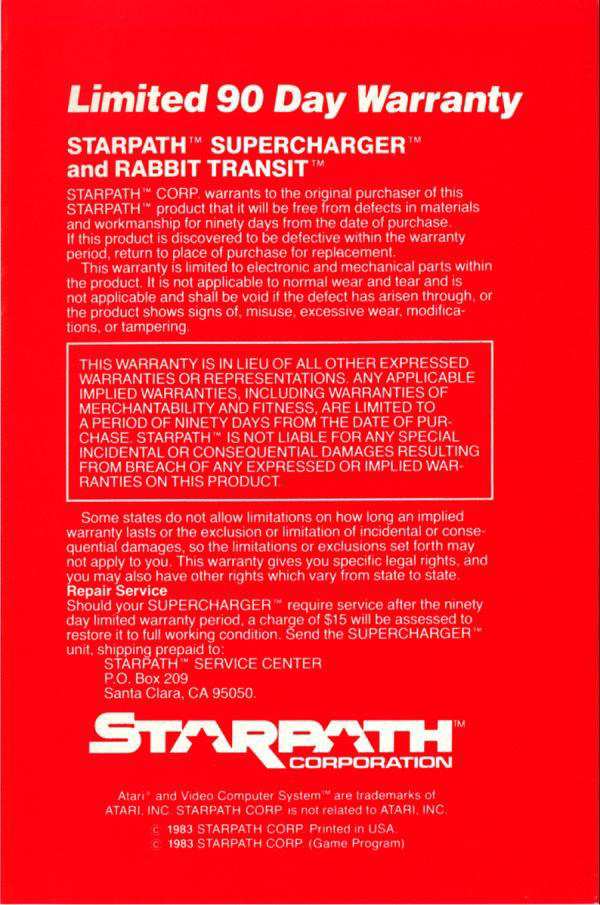 Limited 90 Day Warranty
STARPATH™ SUPERCHARGER™
and RABBIT TRANSIT™
STARPATH™ CORP. warrants to the original purchaser of this
STARPATH™ product that it will be free from defects in materials
and workmanship for ninety days from the date of purchase.
If this product is discovered to be defective within the warranty
period, return to place of purchase for replacement.
This warranty is limited to electronic and mechanical parts within
the product. It is not applicable to normal wear and tear and is
not applicable and shall be void if the defect has arisen through, or
the product shows signs of, misuse, excessive wear, modifica-
tions, or tampering.
THIS WARRANTY IS IN LIEU OF ALL OTHER EXPRESSED
WARRANTIES OR REPRESENTATIONS. ANY APPLICABLE
IMPLIED WARRANTIES, INCLUDING WARRANTIES OF
MERCHANTABILITY AND FITNESS, ARE LIMITED TO
A PERIOD OF NINETY DAYS FROM THE DATE OF PUR-
CHASE. STARPATH™ IS NOT LIABLE FOR ANY SPECIAL
INCIDENTAL OR CONSEQUENTIAL DAMAGES RESULTING
FROM BREACH OF ANY EXPRESSED OR IMPLIED WAR-
RANTIES ON THIS PRODUCT.
Some states do not allow limitations on how long an implied
warranty lasts or the exclusion or limitation of incidental or conse-
quential damages, so the limitations or exclusions set forth may
not apply to you. This warranty gives you specific legal rights, and
you may also have other rights which vary from state to state.
Repair Service
Should your SUPERCHARGER™ require service after the ninety
day limited warranty period, a charge of $15 will be assessed to
restore it to full working condition. Send the SUPERCHARGER™
unit, shipping prepaid to:
STARPATH™ SERVICE CENTER
P.O. Box 209
Santa Clara, CA 95050.
STARPATH™
CORPORATION
Atari® and Video Computer System™ are trademarks of
ATARI, INC. STARPATH CORP. is not related to ATARI, INC.
© 1983 STARPATH CORP. Printed in USA.
© 1983 STARPATH CORP. (Game Program)